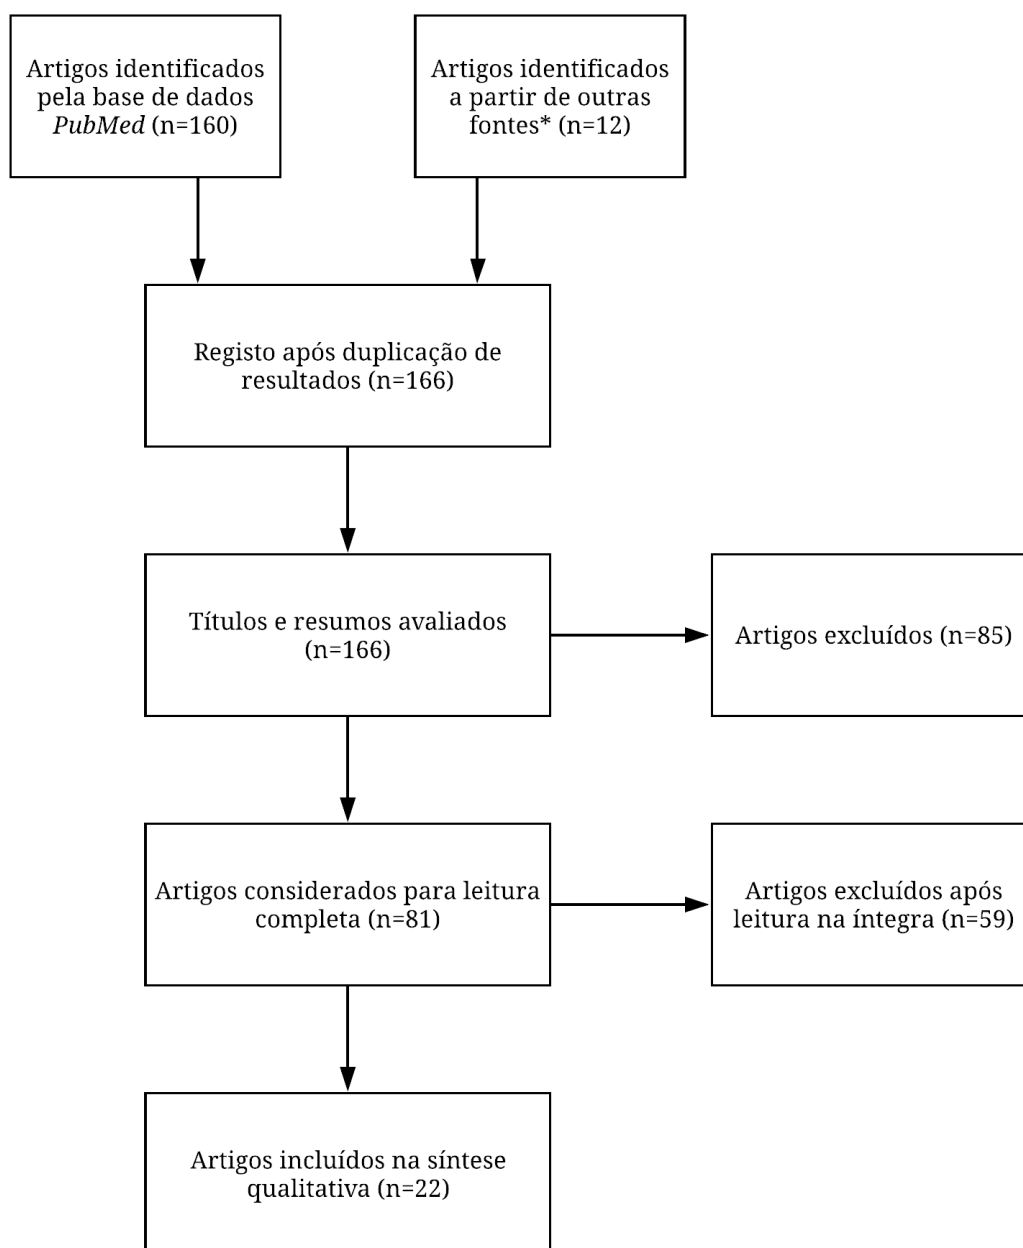 Artigos identificados
pela base de dados
PubMed (n=160)
Artigos identificados
a partir de outras
fontes* (n=12)
Registo após duplicação de
resultados (n=166)
Títulos e resumos avaliados
(n=166)
Artigos excluídos (n=85)
Artigos considerados para leitura
completa (n=81)
Artigos excluídos após
leitura na íntegra (n=59)
Artigos incluídos na síntese
qualitativa (n=22)